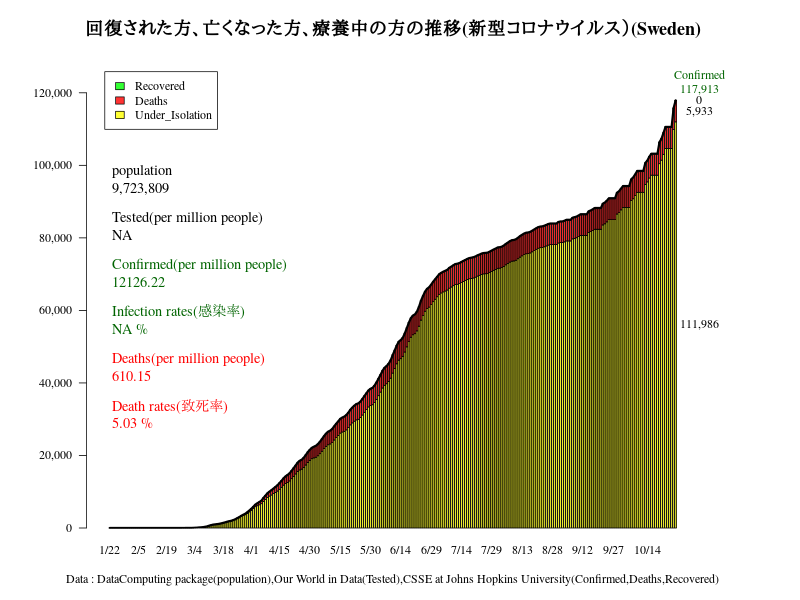 回復された方、亡くなった方、療養中の方の推移(新型コロナウイルス)(Sweden)
Confirmed
117,913
0
5,933
111,986
Recovered
Deaths
Under_Isolation
population
9,723,809
Tested(per million people)
NA
Confirmed(per million people)
12126.22
Infection rates(感染率)
NA %
Deaths(per million people)
610.15
Death rates(致死率)
5.03 %
120,000
100,000
80,000
60,000
40,000
20,000
0
1/22 2/5 2/19 3/4 3/18 4/1 4/15 4/30 5/15 5/30 6/14 6/29 7/14 7/29 8/13 8/28 9/12 9/27 10/14
Data : DataComputing package(population),Our World in Data(Tested),CSSE at Johns Hopkins University(Confirmed,Deaths,Recovered)